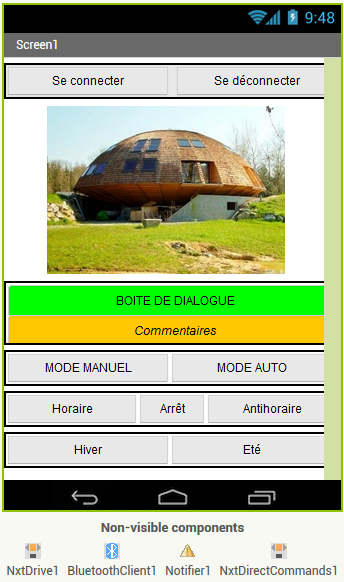 9:48
Screen1
Se connecter Se déconnecter
BOITE DE DIALOGUE
Commentaires
MODE MANUEL MODE AUTO
Horaire Arrêt Antihoraire
Hiver Eté
Non-visible components
NxtDrive1 BluetoothClient1 Notifier1 NxtDirectCommands1